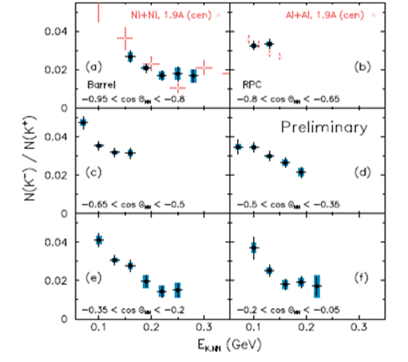 Ni+Ni, 1.9A (cen)
Al+Al, 1.9A (cen)
0.04
0.02
(a)
(b)
Barrel
RPC
−0.95 < cos Θ_NN < −0.8
−0.8 < cos Θ_NN < −0.65
N(K⁻) / N(K⁺)
0.04
0.02
Preliminary
(c)
(d)
−0.65 < cos Θ_NN < −0.5
−0.5 < cos Θ_NN < −0.35
0.04
0.02
0
(e)
(f)
−0.35 < cos Θ_NN < −0.2
−0.2 < cos Θ_NN < −0.05
0.1 0.2 0.3 0.1 0.2 0.3
E_K,NN (GeV)